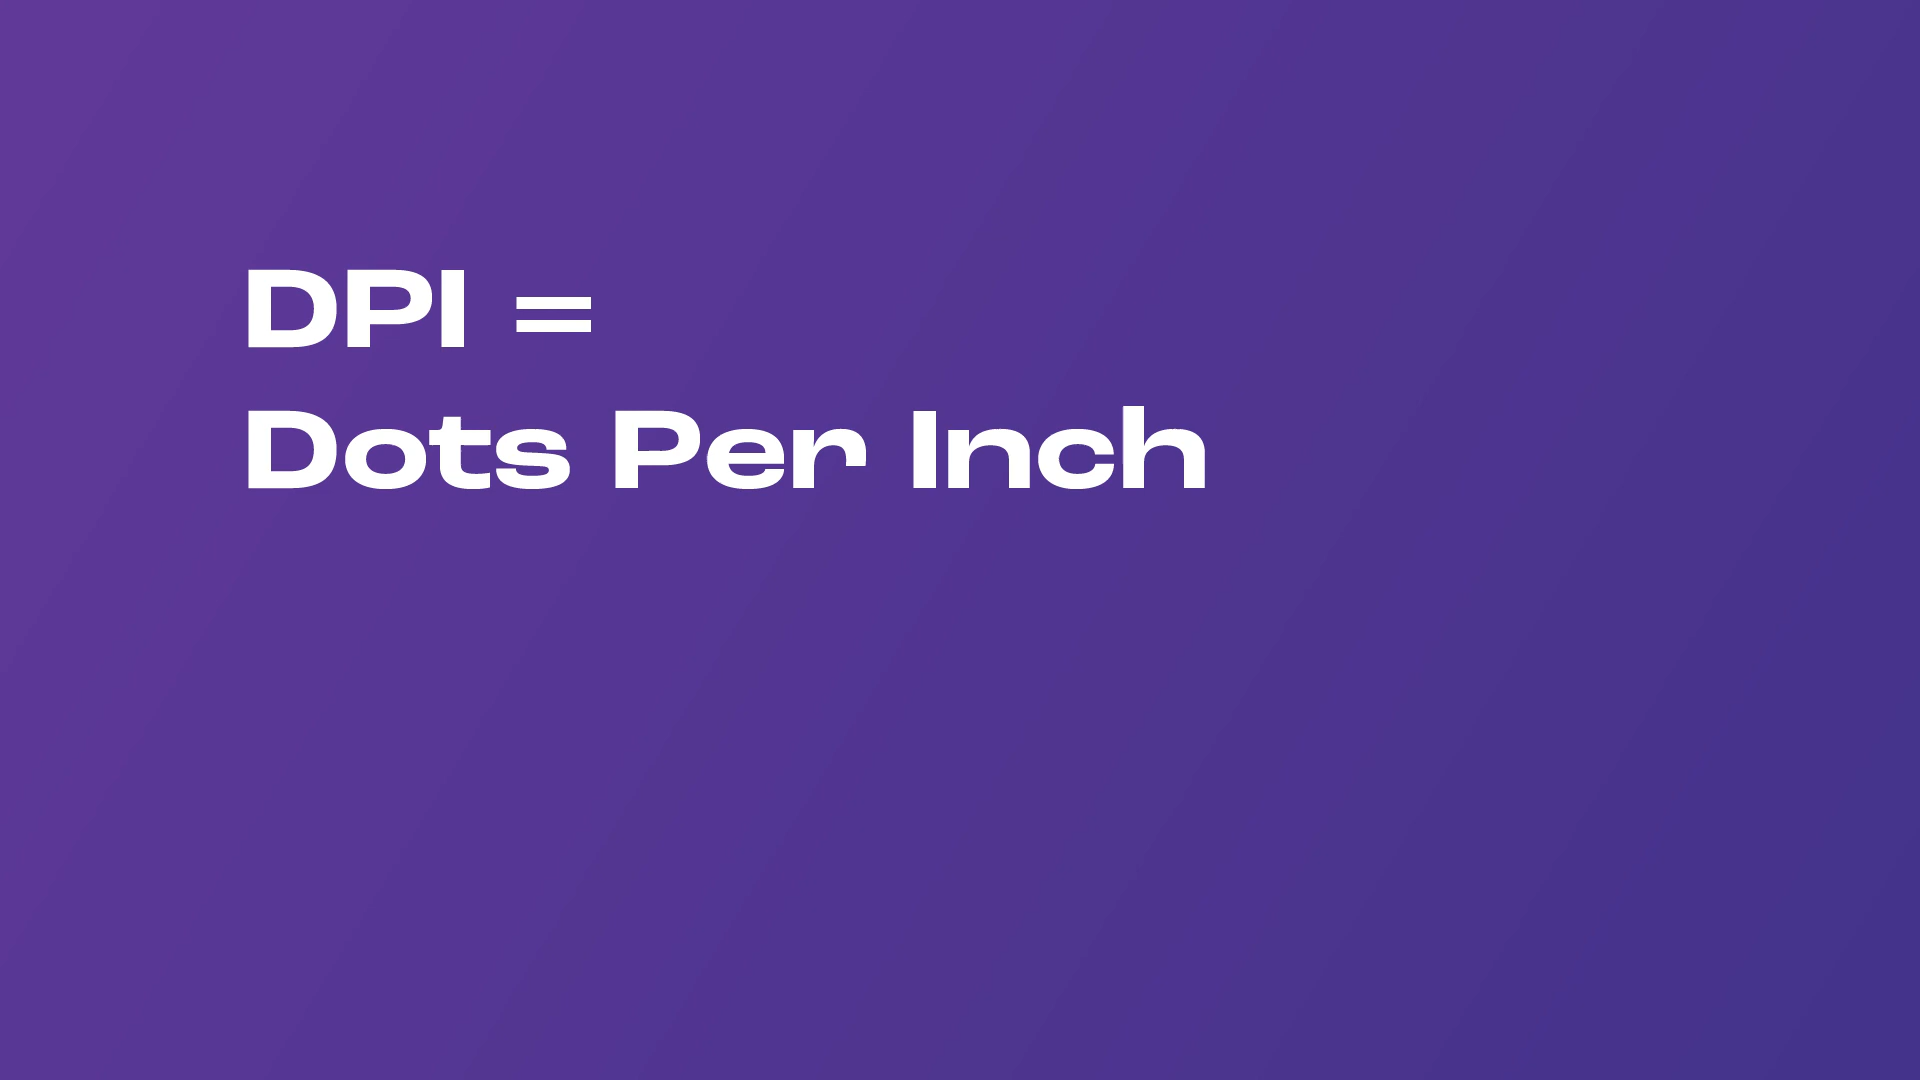 DPI =
Dots Per Inch